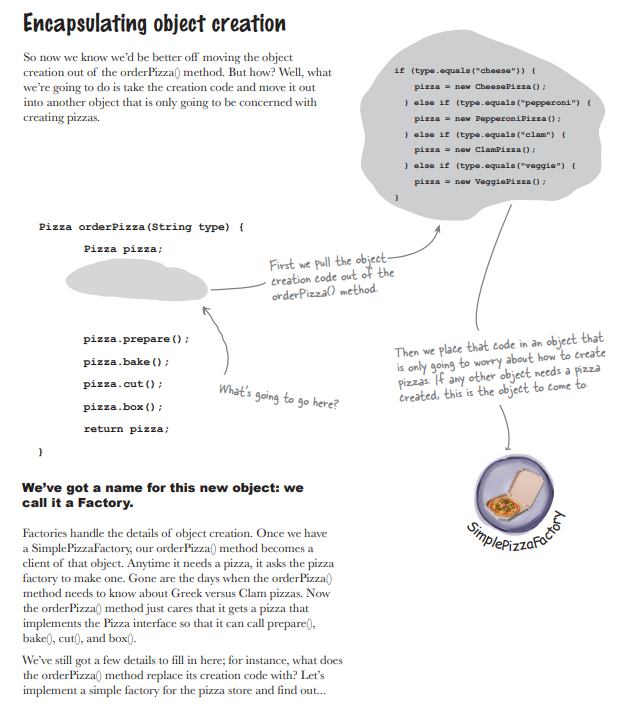 Encapsulating object creation
So now we know we'd be better off moving the object
creation out of the orderPizza() method. But how? Well, what
we're going to do is take the creation code and move it out
into another object that is only going to be concerned with
creating pizzas.
if (type.equals("cheese")) {
pizza = new CheesePizza();
} else if (type.equals("pepperoni") {
pizza = new PepperoniPizza();
} else if (type.equals("clam") {
pizza = new ClamPizza();
} else if (type.equals("veggie") {
pizza = new VeggiePizza();
}
Pizza orderPizza(String type) {
Pizza pizza;
First we pull the object
creation code out of the
orderPizza() method.
pizza.prepare();
pizza.bake();
pizza.cut();
pizza.box();
return pizza;
}
What's going to go here?
Then we place that code in an object that
is only going to worry about how to create
pizzas. If any other object needs a pizza
created, this is the object to come to.
SimplePizzaFactory
We've got a name for this new object: we
call it a Factory.
Factories handle the details of object creation. Once we have
a SimplePizzaFactory, our orderPizza() method becomes a
client of that object. Anytime it needs a pizza, it asks the pizza
factory to make one. Gone are the days when the orderPizza()
method needs to know about Greek versus Clam pizzas. Now
the orderPizza() method just cares that it gets a pizza that
implements the Pizza interface so that it can call prepare(),
bake(), cut(), and box().
We've still got a few details to fill in here; for instance, what does
the orderPizza() method replace its creation code with? Let's
implement a simple factory for the pizza store and find out...